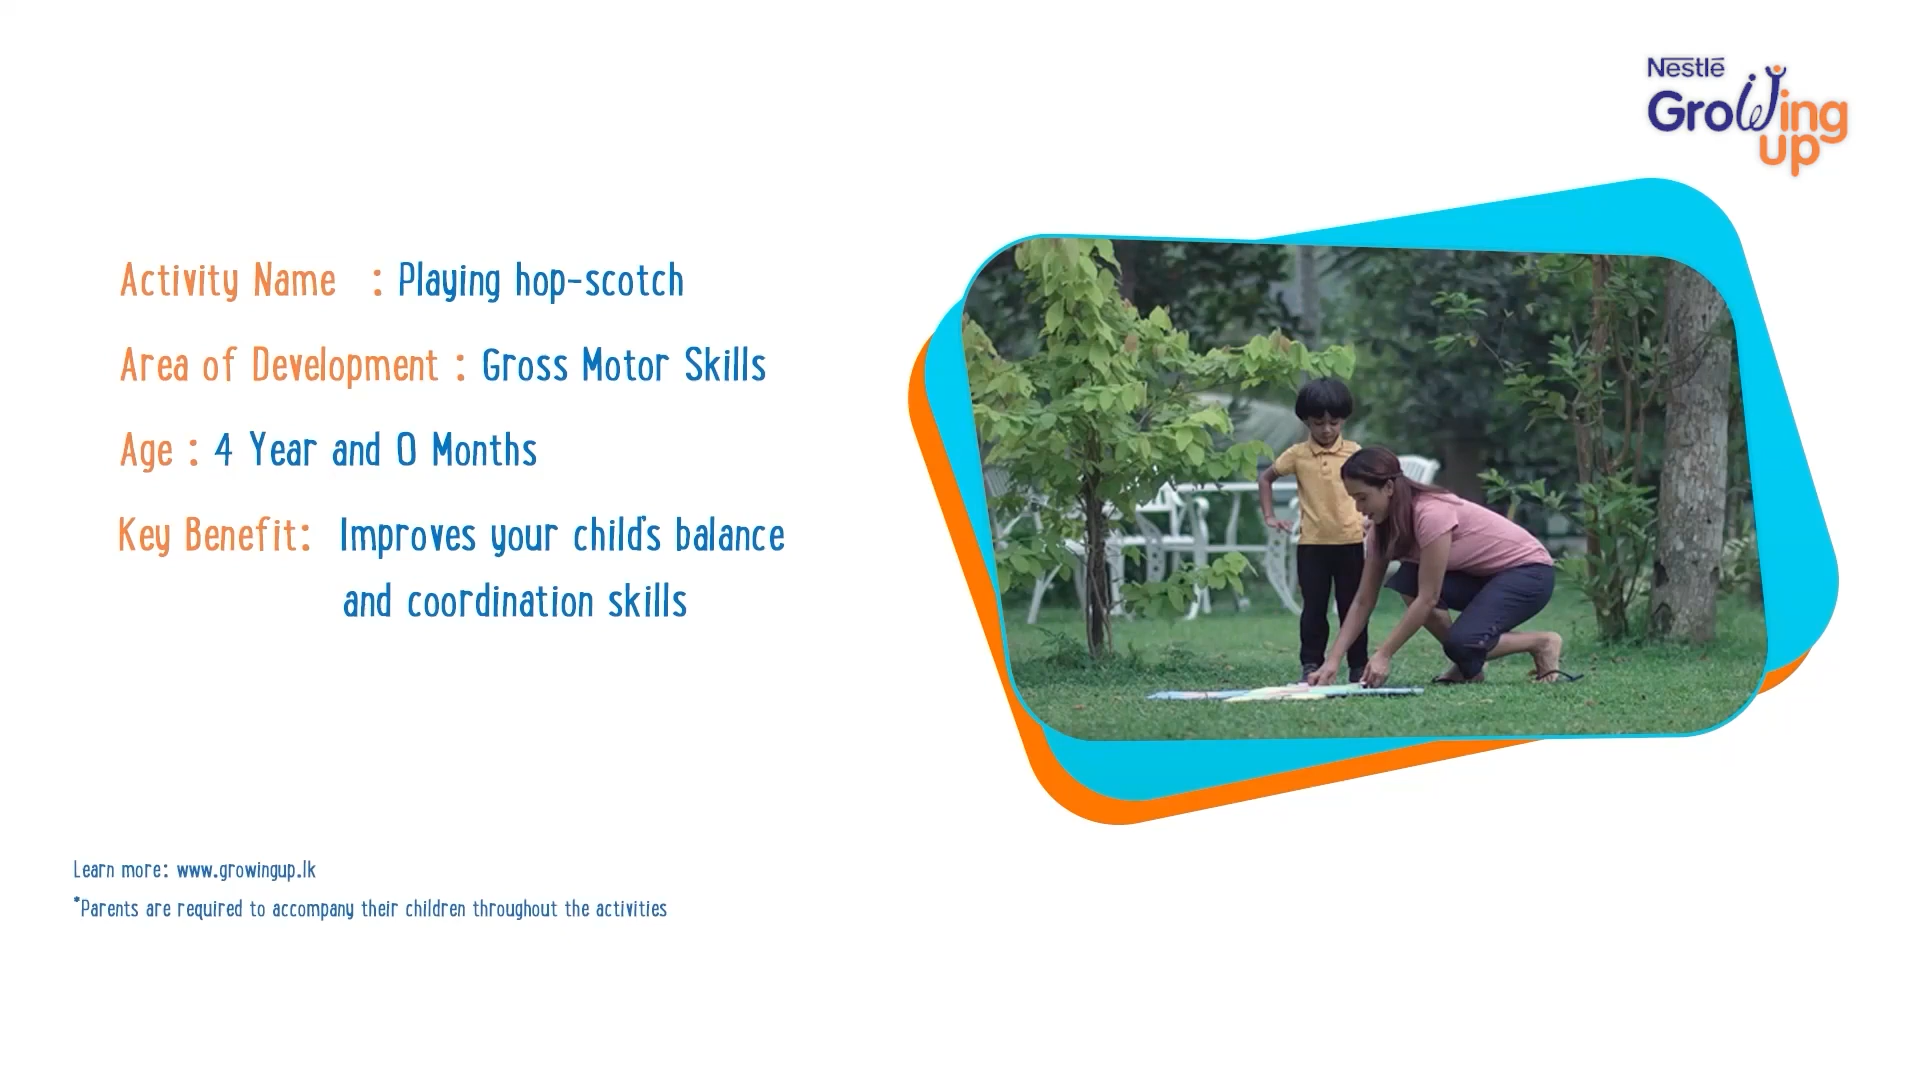 Nestlé
Growing
up
Activity Name : Playing hop-scotch
Area of Development : Gross Motor Skills
Age : 4 Year and 0 Months
Key Benefit: Improves your child's balance
and coordination skills
Learn more: www.growingup.lk
*Parents are required to accompany their children throughout the activities